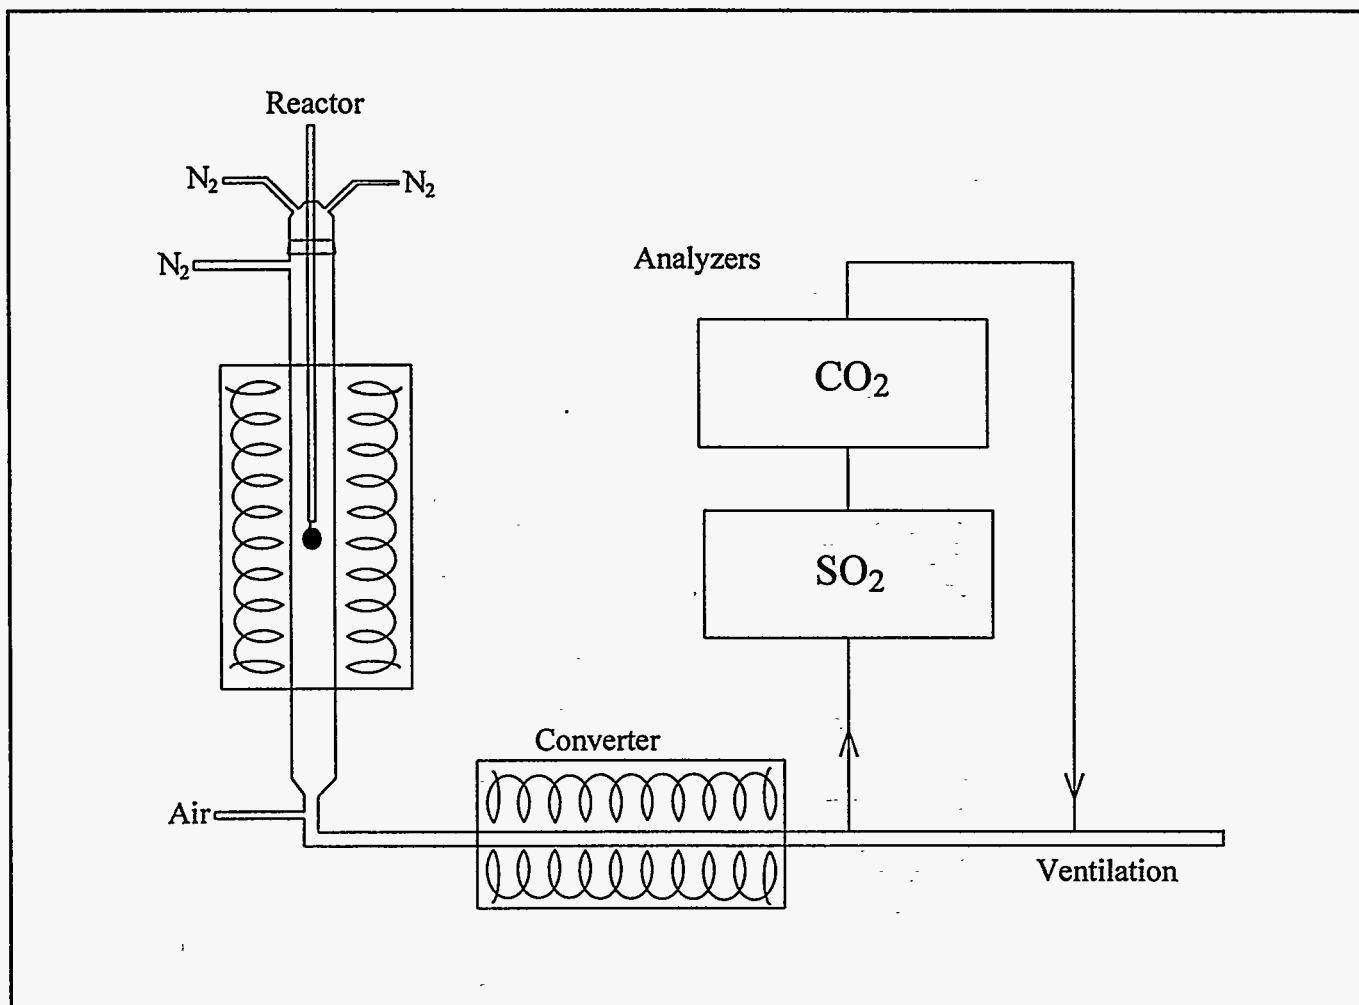 Reactor
N₂
N₂
N₂
Analyzers
CO₂
SO₂
Converter
Air
Ventilation